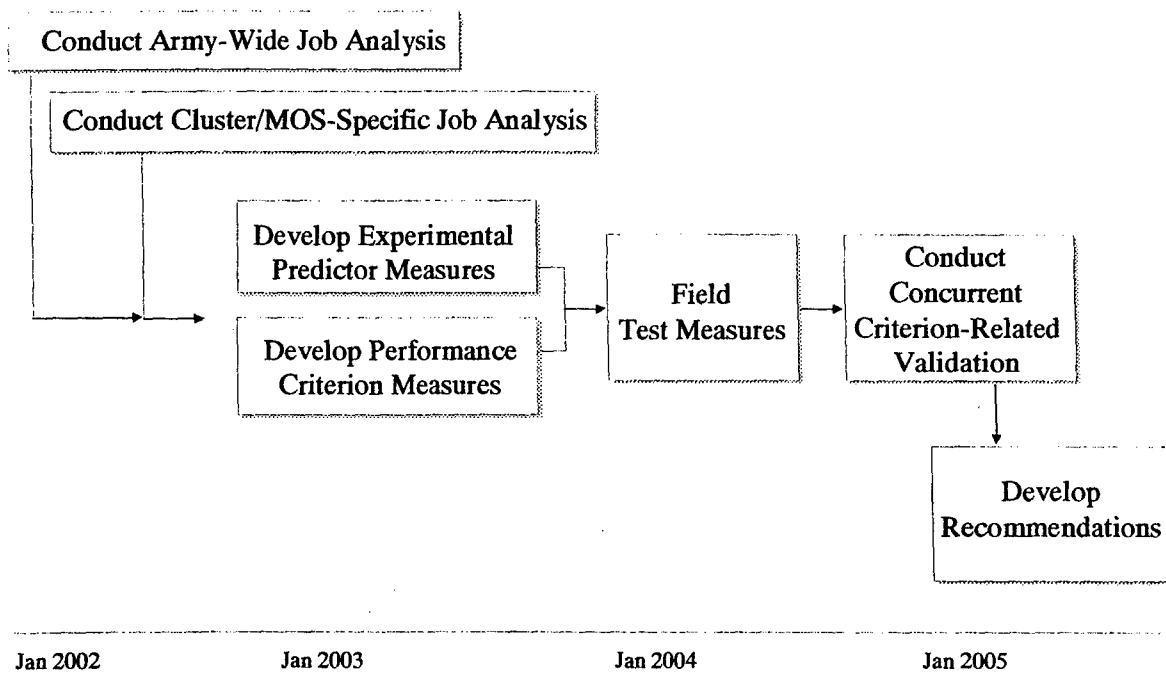 Conduct Army-Wide Job Analysis
Conduct Cluster/MOS-Specific Job Analysis
Develop Experimental
Predictor Measures
Develop Performance
Criterion Measures
Field
Test Measures
Conduct
Concurrent
Criterion-Related
Validation
Develop
Recommendations
Jan 2002
Jan 2003
Jan 2004
Jan 2005